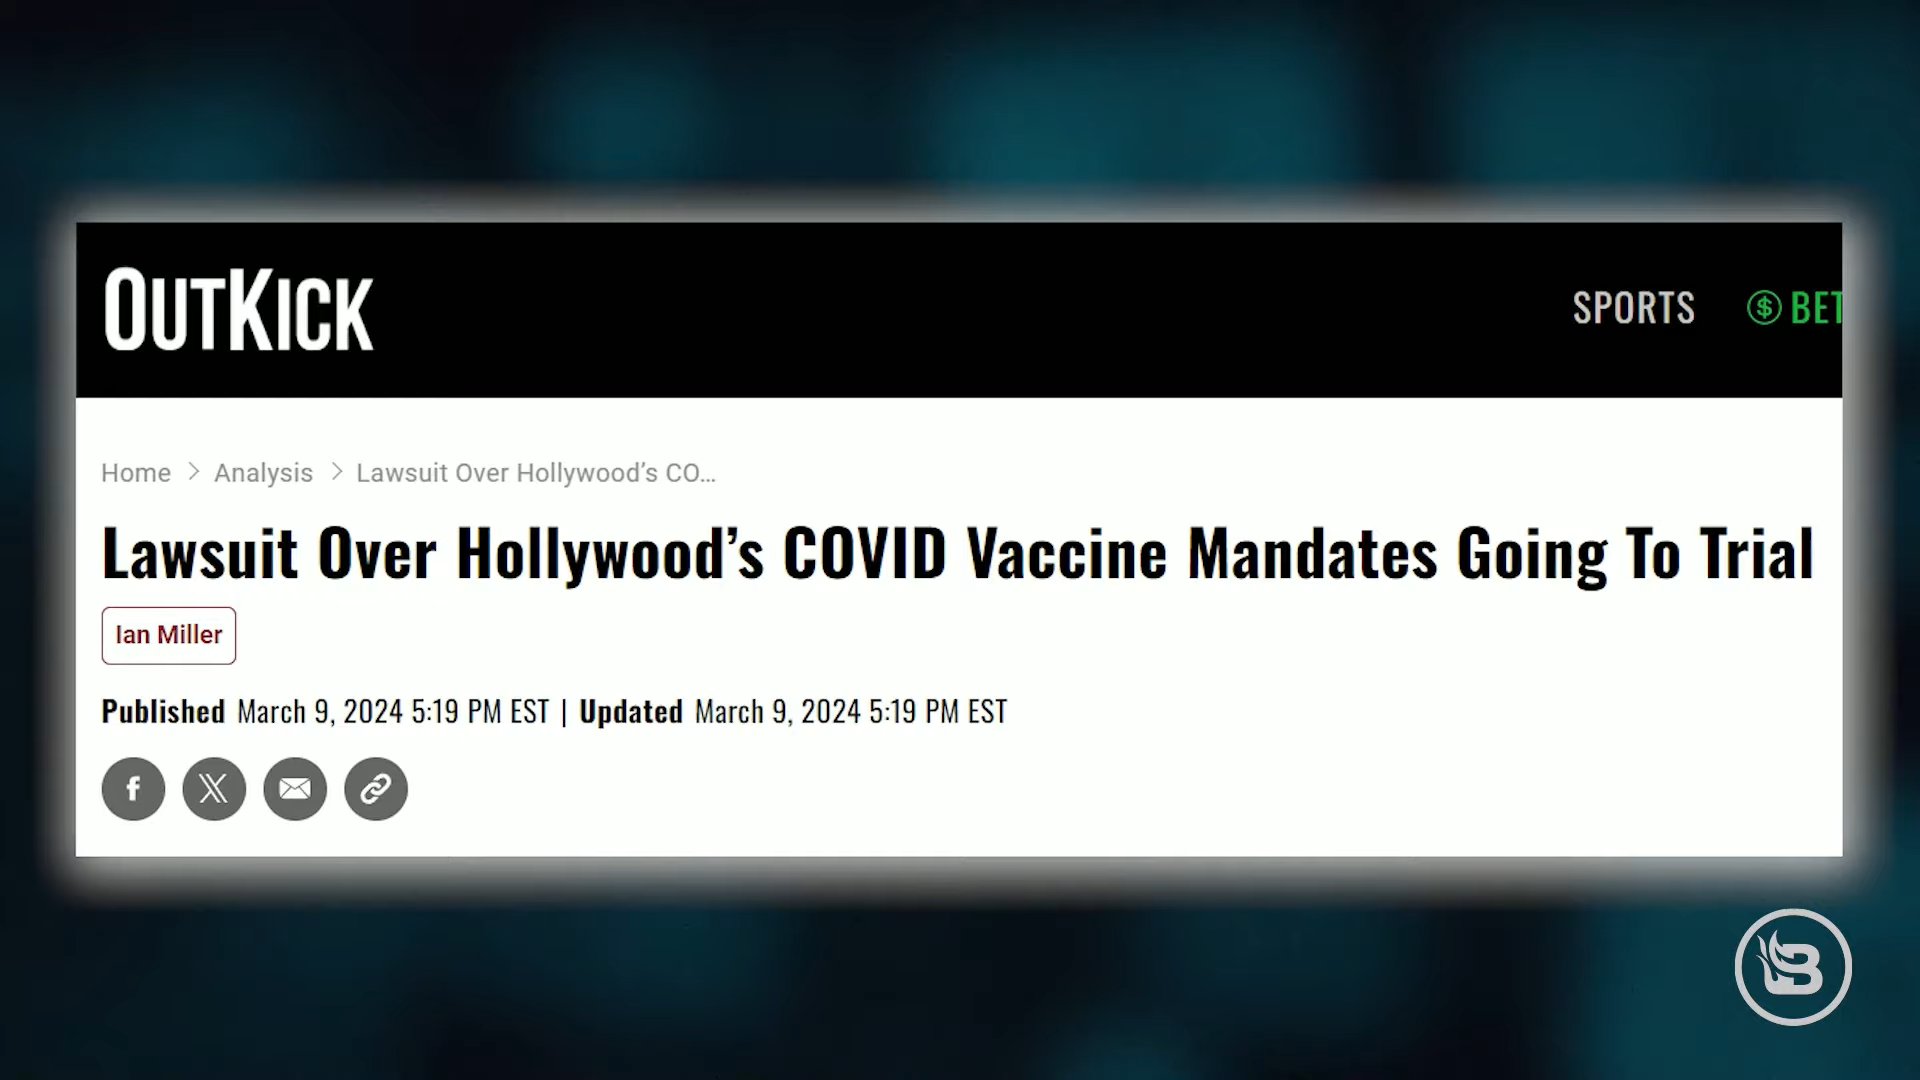 OUTKICK
SPORTS
$ BET
Home > Analysis > Lawsuit Over Hollywood’s CO...
Lawsuit Over Hollywood’s COVID Vaccine Mandates Going To Trial
Ian Miller
Published March 9, 2024 5:19 PM EST | Updated March 9, 2024 5:19 PM EST
f X
B